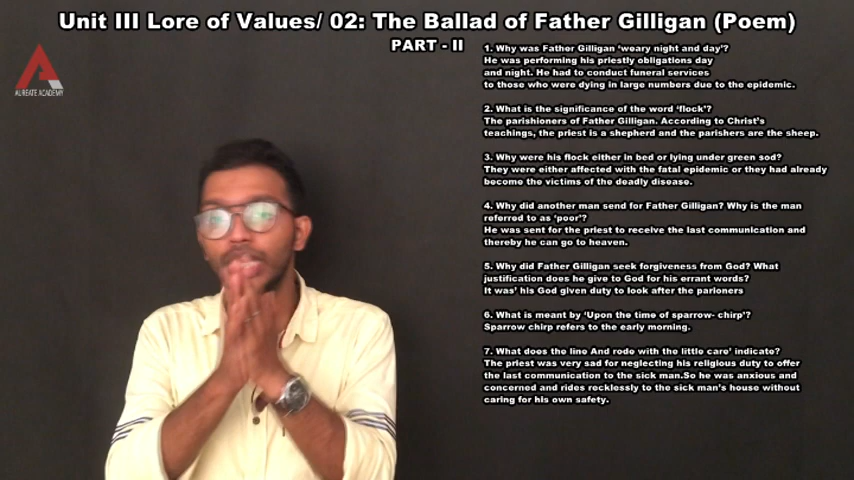 Unit III Lore of Values/ 02: The Ballad of Father Gilligan (Poem)
PART - II
AUREATE ACADEMY
1. Why was Father Gilligan 'weary night and day'?
He was performing his priestly obligations day
and night. He had to conduct funeral services
to those who were dying in large numbers due to the epidemic.
2. What is the significance of the word 'flock'?
The parishioners of Father Gilligan. According to Christ's
teachings, the priest is a shepherd and the parishers are the sheep.
3. Why were his flock either in bed or lying under green sod?
They were either affected with the fatal epidemic or they had already
become the victims of the deadly disease.
4. Why did another man send for Father Gilligan? Why is the man
referred to as 'poor'?
He was sent for the priest to receive the last communication and
thereby he can go to heaven.
5. Why did Father Gilligan seek forgiveness from God? What
justification does he give to God for his errant words?
It was' his God given duty to look after the parioners
6. What is meant by 'Upon the time of sparrow- chirp'?
Sparrow chirp refers to the early morning.
7. What does the line And rode with the little care' indicate?
The priest was very sad for neglecting his religious duty to offer
the last communication to the sick man.So he was anxious and
concerned and rides recklessly to the sick man's house without
caring for his own safety.